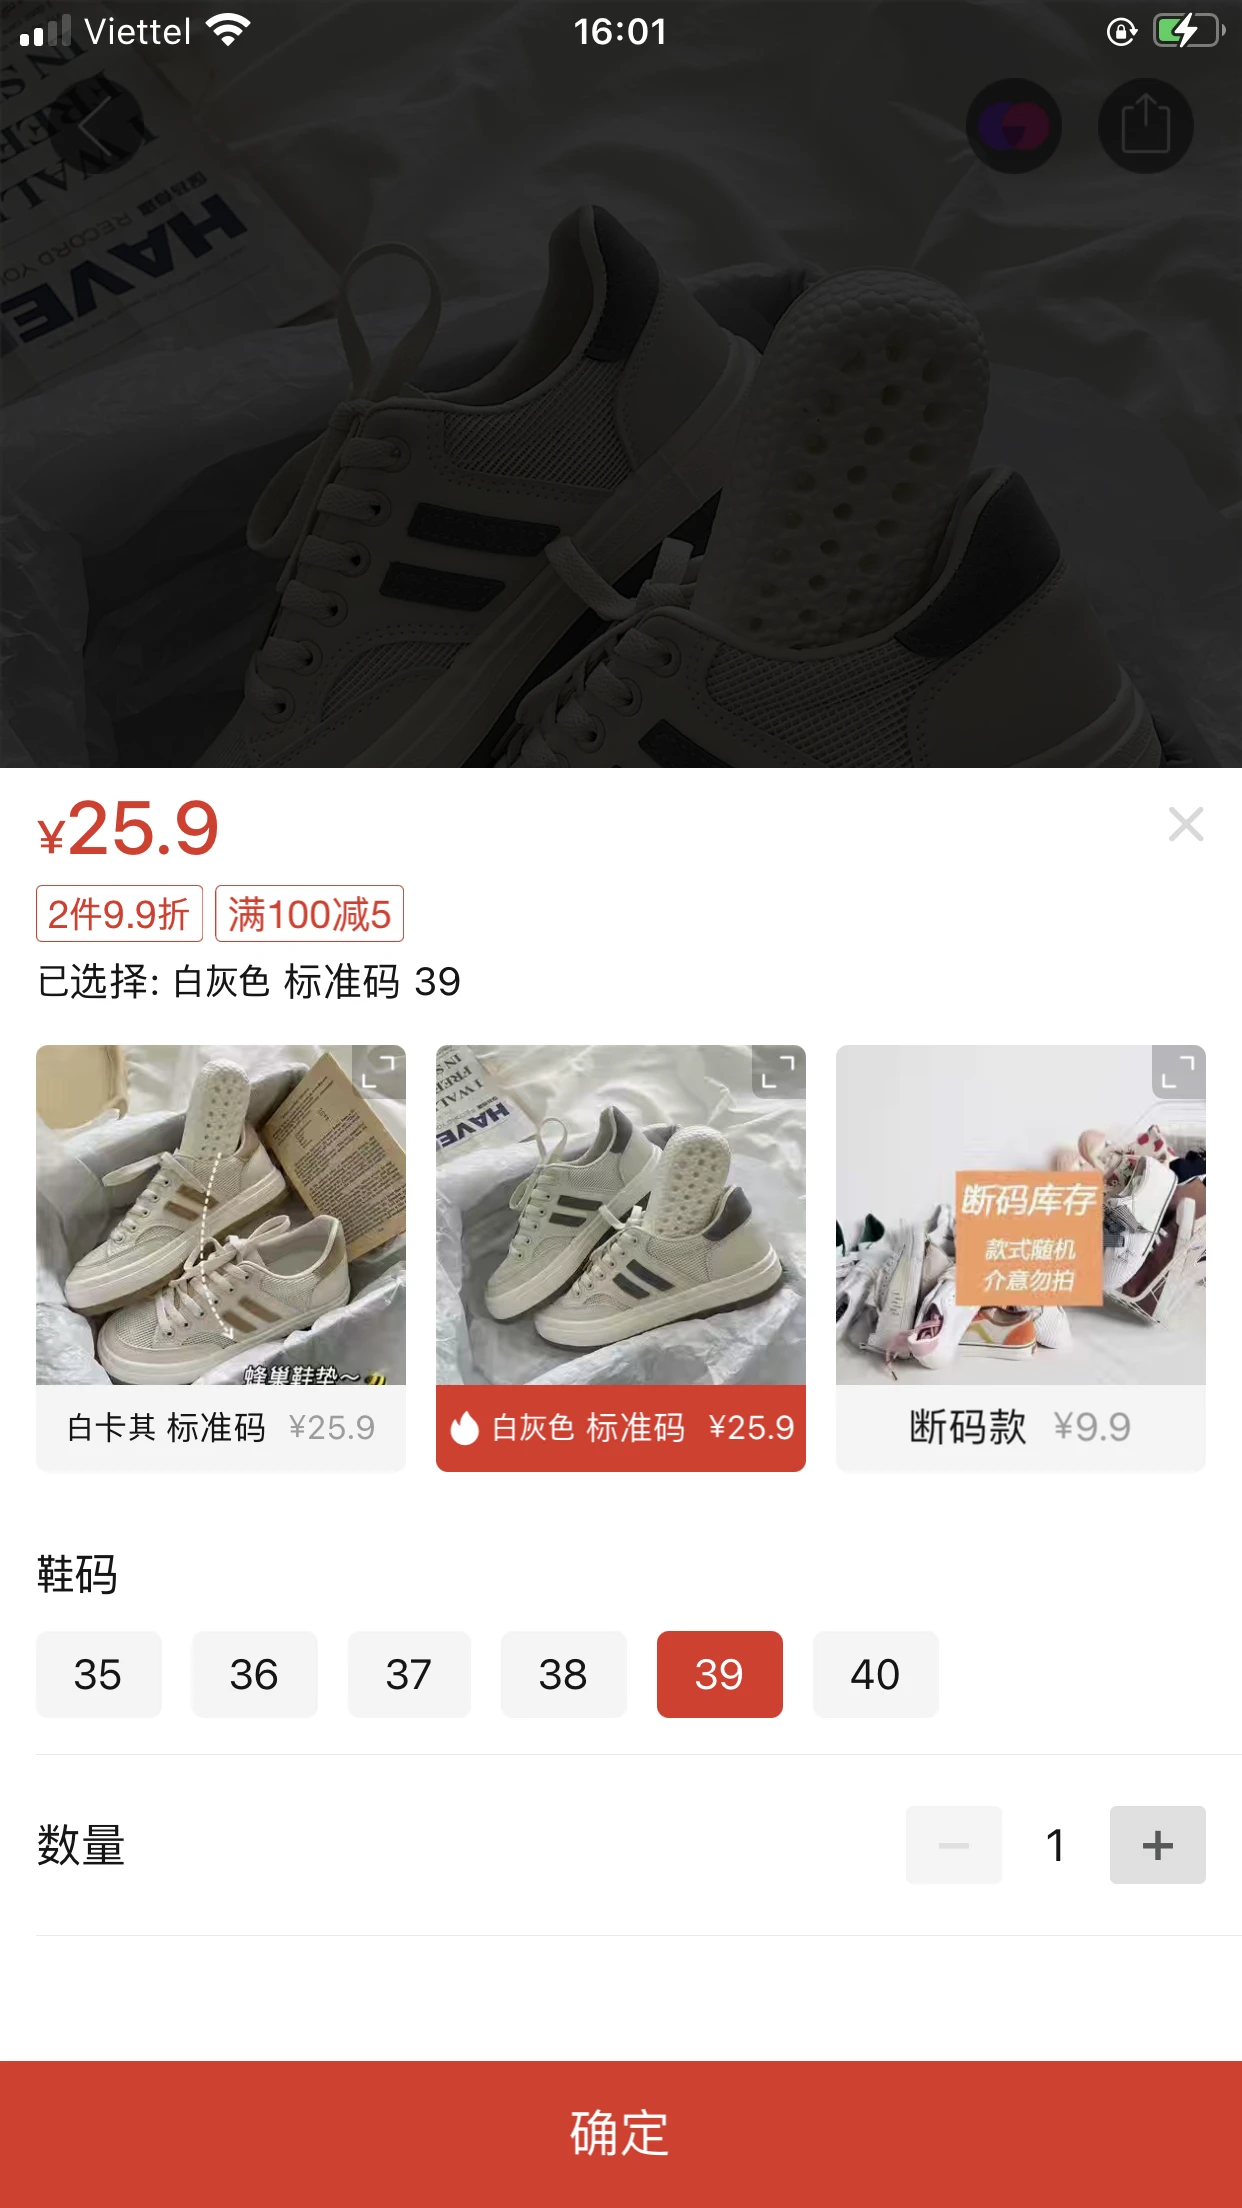 Viettel
16:01
HAVE
RECORD YO
¥25.9
2件9.9折
满100减5
已选择: 白灰色 标准码 39
蜂巢鞋垫~
HAVE
断码库存
款式随机
介意勿拍
白卡其 标准码 ¥25.9
白灰色 标准码 ¥25.9
断码款 ¥9.9
鞋码
35
36
37
38
39
40
数量
1
确定